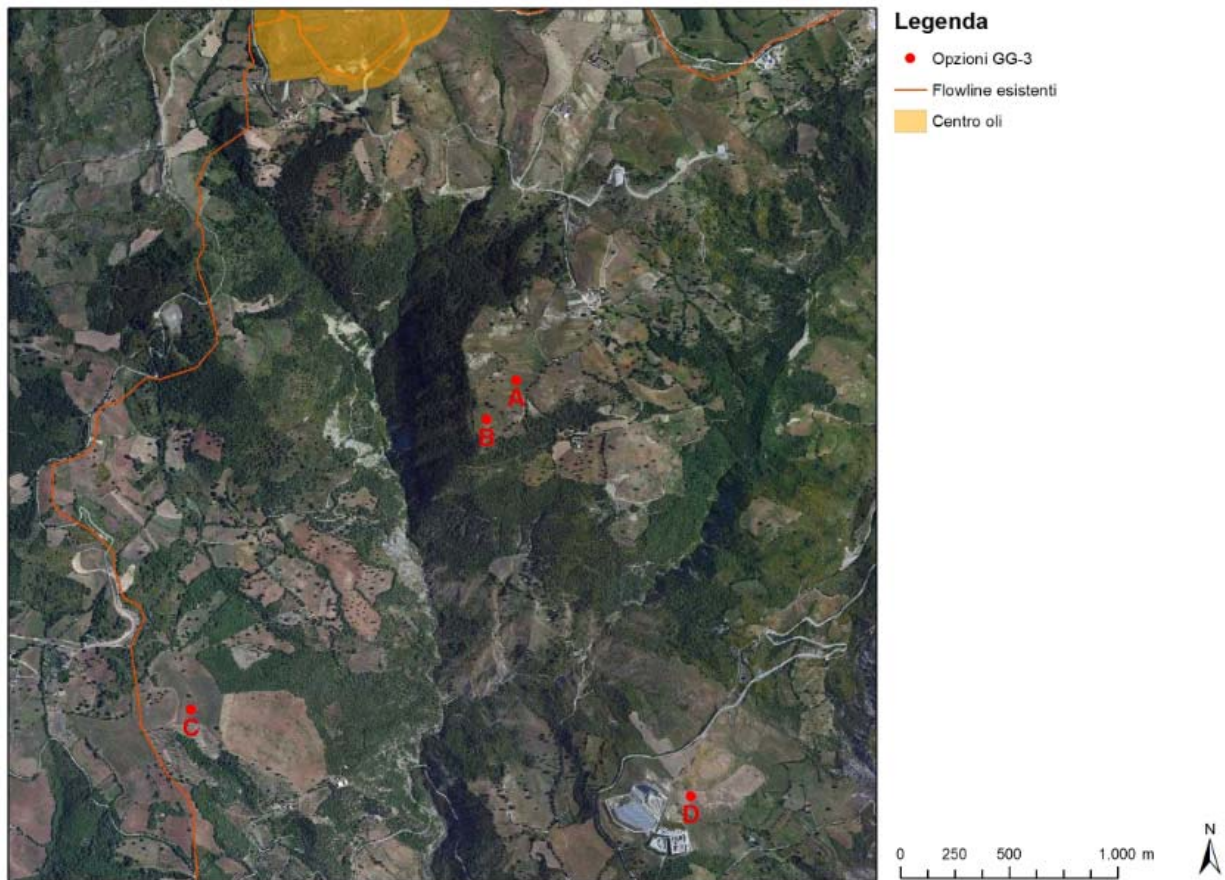 Legenda
Opzioni GG-3
Flowline esistenti
Centro oli
A
B
C
D
N
0 250 500 1.000 m